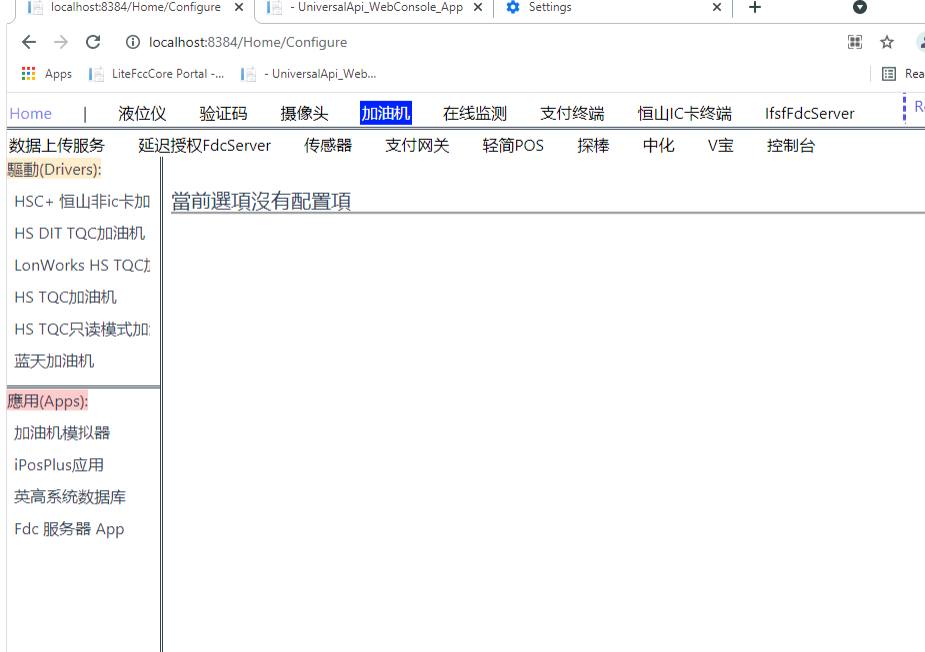 localhost:8384/Home/Configure - UniversalApi_WebConsole_App Settings
localhost:8384/Home/Configure
Apps LiteFccCore Portal -... - UniversalApi_Web...
Home | 液位仪 验证码 摄像头 加油机 在线监测 支付终端 恒山IC卡终端 IfsfFdcServer
数据上传服务 延迟授权FdcServer 传感器 支付网关 轻简POS 探棒 中化 V宝 控制台
驅動(Drivers):
當前選項沒有配置項
HSC+ 恒山非ic卡加
HS DIT TQC加油机
LonWorks HS TQC
HS TQC加油机
HS TQC只读模式加
蓝天加油机
應用(Apps):
加油机模拟器
iPosPlus应用
英高系统数据库
Fdc 服务器 App